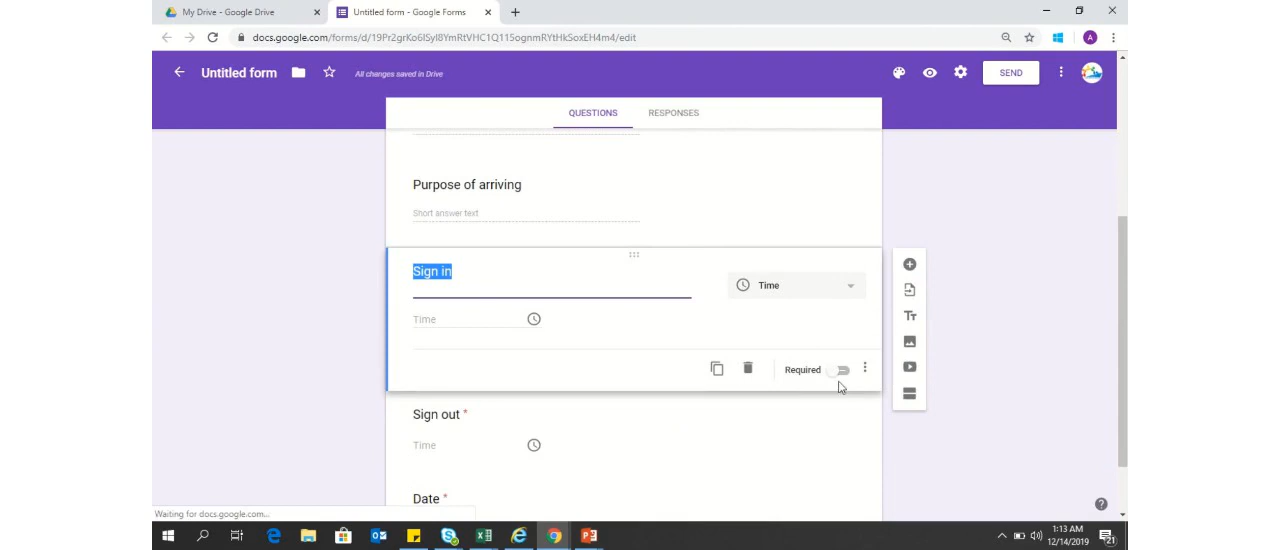 My Drive - Google Drive
Untitled form - Google Forms
docs.google.com/forms/d/19Pr2grKo6ISyI8YmRtVHC1Q115ognmRYtHkSoxEH4m4/edit
A
Untitled form
All changes saved in Drive
SEND
QUESTIONS
RESPONSES
Purpose of arriving
Short answer text
Sign in
Time
Time
Required
Sign out *
Time
Date *
Waiting for docs.google.com...
1:13 AM
12/14/2019
21